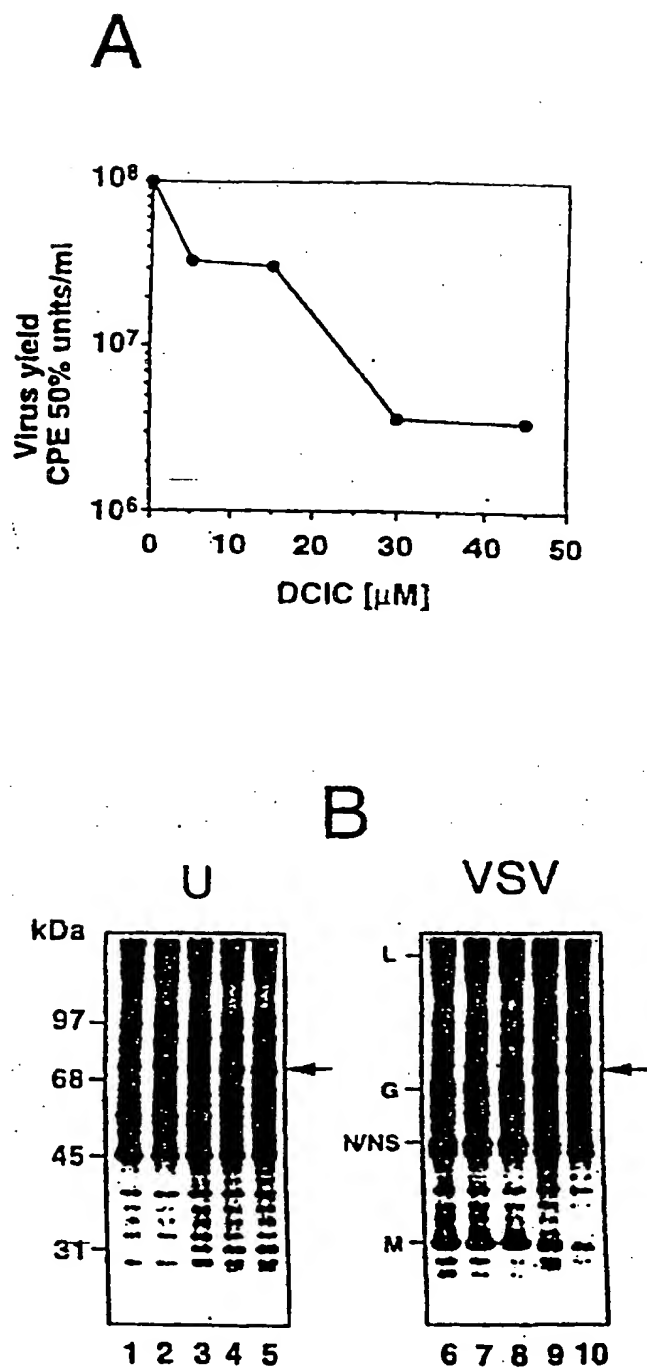 A
10⁸
10⁷
10⁶
Virus yield
CPE 50% units/ml
0 10 20 30 40 50
DCIC [μM]
B
U
VSV
kDa
97
68
45
31
L
G
N/NS
M
1 2 3 4 5
6 7 8 9 10